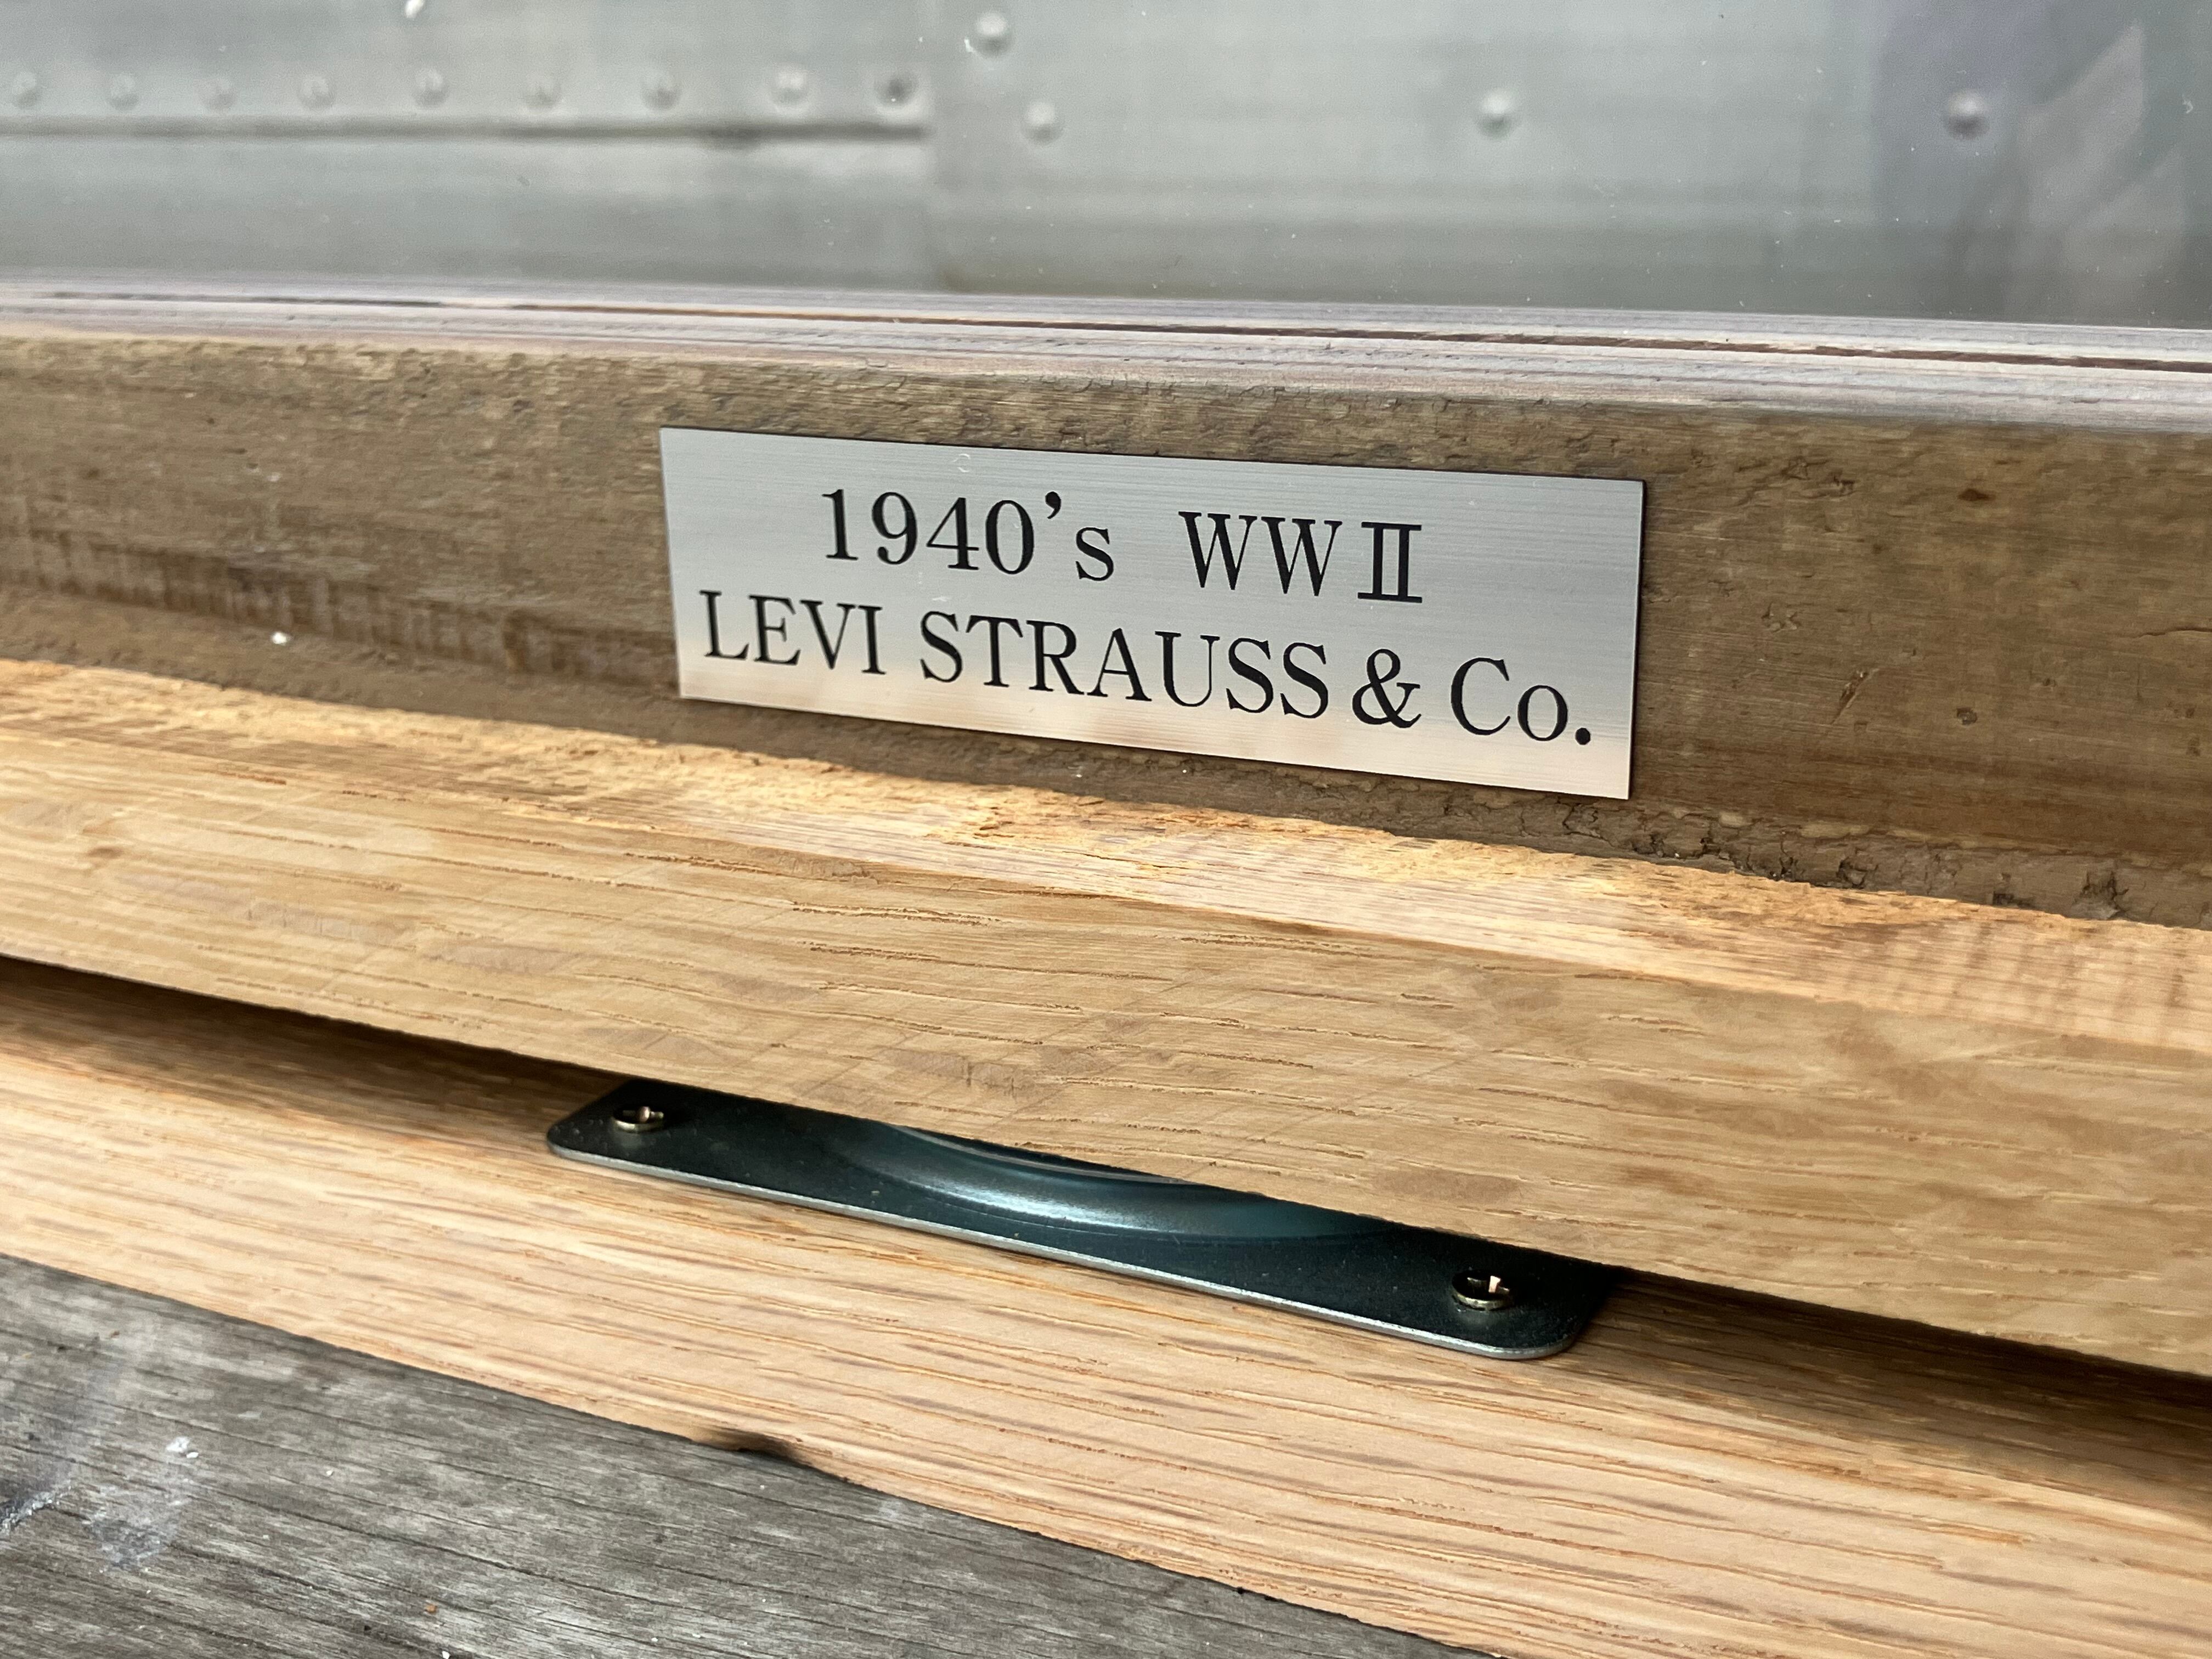 1940's WWⅡ
LEVI STRAUSS & Co.